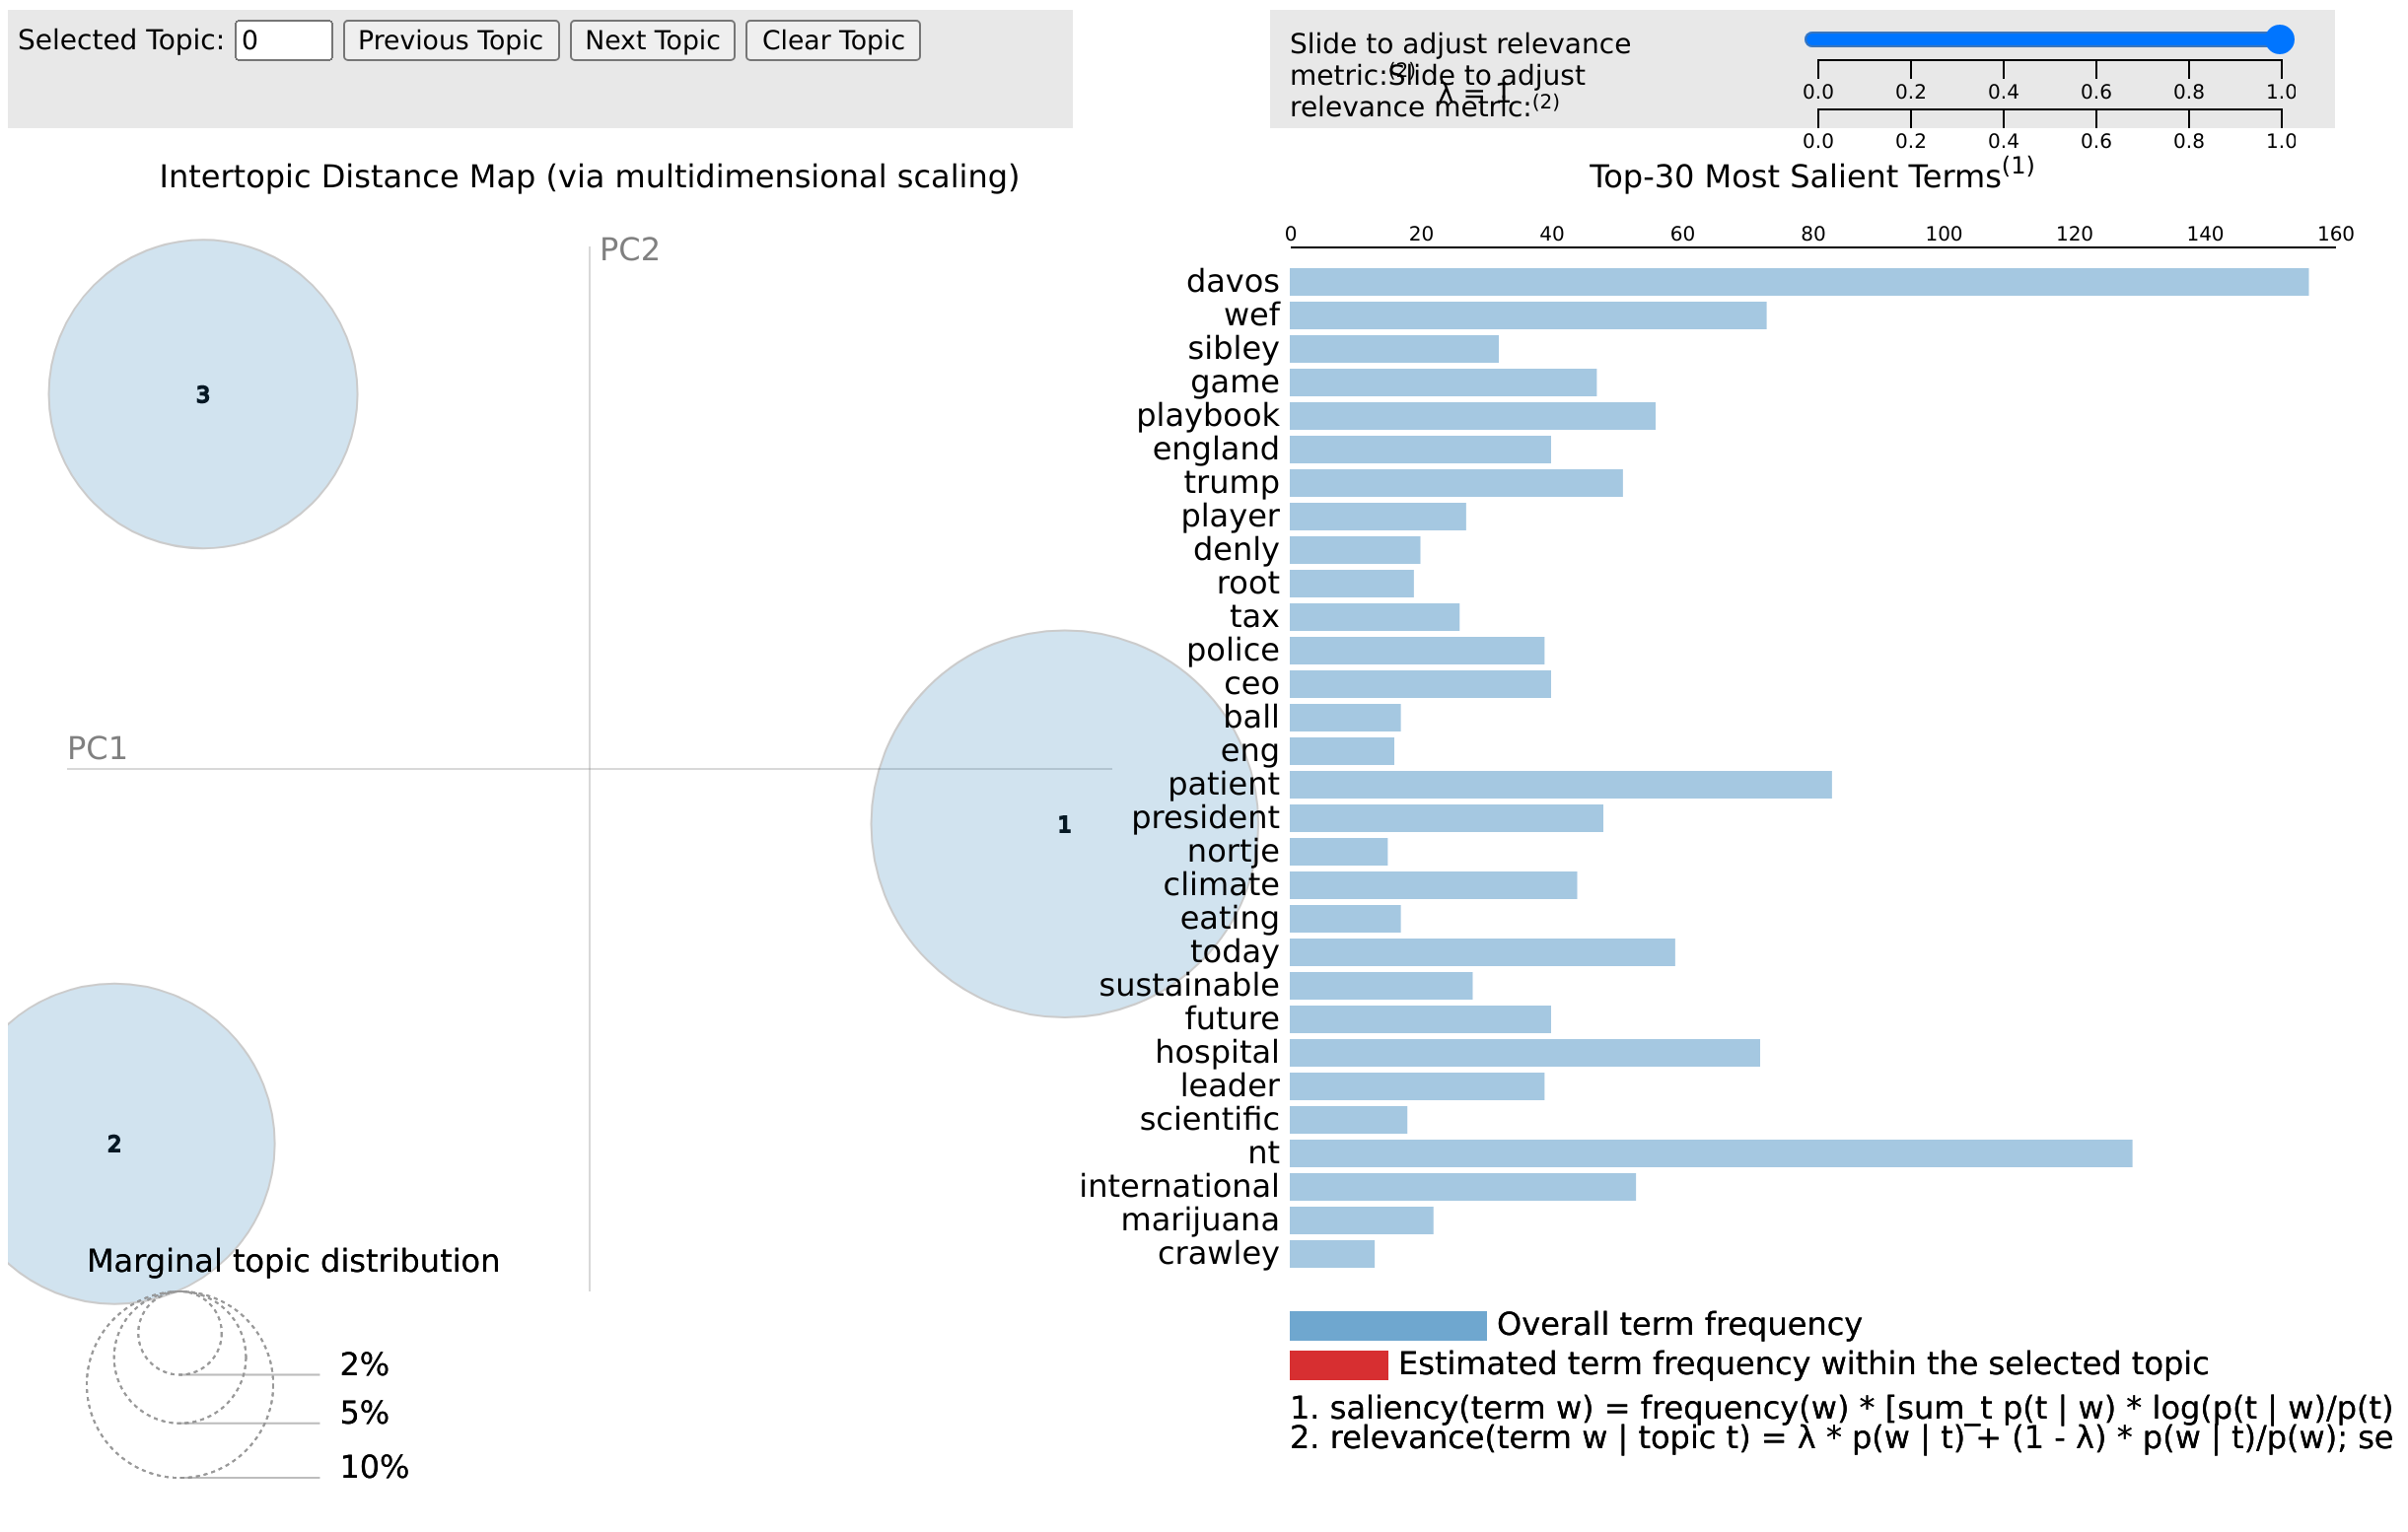 Selected Topic: 0 Previous Topic Next Topic Clear Topic
Slide to adjust relevance
metric:(2)
Slide to adjust
relevance metric:(2)
λ = 1
0.0 0.2 0.4 0.6 0.8 1.0
0.0 0.2 0.4 0.6 0.8 1.0
Intertopic Distance Map (via multidimensional scaling)
PC2
3
PC1
1
2
Marginal topic distribution
2%
5%
10%
Top-30 Most Salient Terms(1)
0 20 40 60 80 100 120 140 160
davos
wef
sibley
game
playbook
england
trump
player
denly
root
tax
police
ceo
ball
eng
patient
president
nortje
climate
eating
today
sustainable
future
hospital
leader
scientific
nt
international
marijuana
crawley
Overall term frequency
Estimated term frequency within the selected topic
1. saliency(term w) = frequency(w) * [sum_t p(t | w) * log(p(t | w)/p(t)
2. relevance(term w | topic t) = λ * p(w | t) + (1 - λ) * p(w | t)/p(w); se